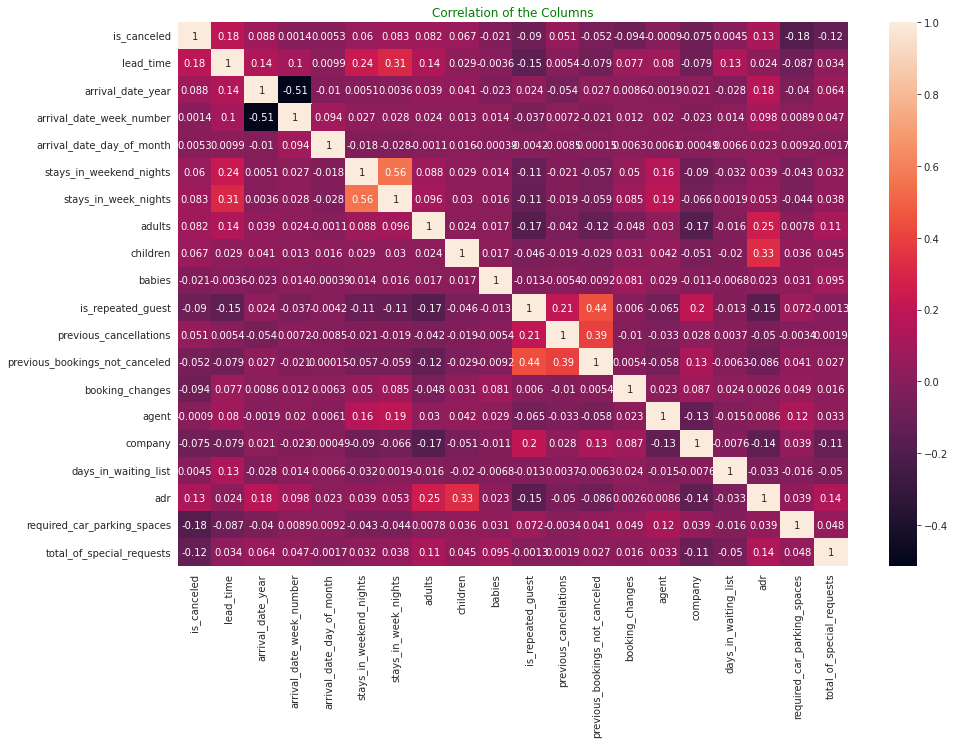 Correlation of the Columns
is_canceled 1 0.18 0.088 0.0014 0.0053 0.06 0.083 0.082 0.067 -0.021 -0.09 0.051 -0.052 -0.094 -0.0009 -0.075 0.0045 0.13 -0.18 -0.12
lead_time 0.18 1 0.14 0.1 0.0099 0.24 0.31 0.14 0.029 -0.0036 -0.15 0.0054 -0.079 0.077 0.08 -0.079 0.13 0.024 -0.087 0.034
arrival_date_year 0.088 0.14 1 -0.51 -0.01 0.0051 0.0036 0.039 0.041 -0.023 0.024 -0.054 0.027 0.0086 -0.0019 0.021 -0.028 0.18 -0.04 0.064
arrival_date_week_number 0.0014 0.1 -0.51 1 0.094 0.027 0.028 0.024 0.013 0.014 -0.037 0.0072 -0.021 0.012 0.02 -0.023 0.014 0.098 0.0089 0.047
arrival_date_day_of_month 0.0053 0.0099 -0.01 0.094 1 -0.018 -0.028 -0.0011 0.016 -0.00039 -0.0042 -0.0085 0.00015 0.0063 0.0061 -0.00049 0.0066 0.023 0.0092 -0.0017
stays_in_weekend_nights 0.06 0.24 0.0051 0.027 -0.018 1 0.56 0.088 0.029 0.014 -0.11 -0.021 -0.057 0.05 0.16 -0.09 -0.032 0.039 -0.043 0.032
stays_in_week_nights 0.083 0.31 0.0036 0.028 -0.028 0.56 1 0.096 0.03 0.016 -0.11 -0.019 -0.059 0.085 0.19 -0.066 0.0019 0.053 -0.044 0.038
adults 0.082 0.14 0.039 0.024 -0.0011 0.088 0.096 1 0.024 0.017 -0.17 -0.042 -0.12 -0.048 0.03 -0.17 -0.016 0.25 0.0078 0.11
children 0.067 0.029 0.041 0.013 0.016 0.029 0.03 0.024 1 0.017 -0.046 -0.019 -0.029 0.031 0.042 -0.051 -0.02 0.33 0.036 0.045
babies -0.021 -0.0036 -0.023 0.014 -0.00039 0.014 0.016 0.017 0.017 1 -0.013 -0.0054 -0.0092 0.081 0.029 -0.011 -0.0068 0.023 0.031 0.095
is_repeated_guest -0.09 -0.15 0.024 -0.037 -0.0042 -0.11 -0.11 -0.17 -0.046 -0.013 1 0.21 0.44 0.006 -0.065 0.2 -0.013 -0.15 0.072 -0.0013
previous_cancellations 0.051 0.0054 -0.054 0.0072 -0.0085 -0.021 -0.019 -0.042 -0.019 -0.0054 0.21 1 0.39 -0.01 -0.033 0.028 0.0037 -0.05 -0.0034 0.0019
previous_bookings_not_canceled -0.052 -0.079 0.027 -0.021 0.00015 -0.057 -0.059 -0.12 -0.029 -0.0092 0.44 0.39 1 0.0054 -0.058 0.13 -0.0063 -0.086 0.041 0.027
booking_changes -0.094 0.077 0.0086 0.012 0.0063 0.05 0.085 -0.048 0.031 0.081 0.006 -0.01 0.0054 1 0.023 0.087 0.024 0.0026 0.049 0.016
agent -0.0009 0.08 -0.0019 0.02 0.0061 0.16 0.19 0.03 0.042 0.029 -0.065 -0.033 -0.058 0.023 1 -0.13 -0.015 0.0086 0.12 0.033
company -0.075 -0.079 0.021 -0.023 -0.00049 -0.09 -0.066 -0.17 -0.051 -0.011 0.2 0.028 0.13 0.087 -0.13 1 -0.0076 -0.14 0.039 -0.11
days_in_waiting_list 0.0045 0.13 -0.028 0.014 0.0066 -0.032 0.0019 -0.016 -0.02 -0.0068 -0.013 0.0037 -0.0063 0.024 -0.015 -0.0076 1 -0.033 -0.016 -0.05
adr 0.13 0.024 0.18 0.098 0.023 0.039 0.053 0.25 0.33 0.023 -0.15 -0.05 -0.086 0.0026 0.0086 -0.14 -0.033 1 0.039 0.14
required_car_parking_spaces -0.18 -0.087 -0.04 0.0089 0.0092 -0.043 -0.044 0.0078 0.036 0.031 0.072 -0.0034 0.041 0.049 0.12 0.039 -0.016 0.039 1 0.048
total_of_special_requests -0.12 0.034 0.064 0.047 -0.0017 0.032 0.038 0.11 0.045 0.095 -0.0013 0.0019 0.027 0.016 0.033 -0.11 -0.05 0.14 0.048 1
is_canceled
lead_time
arrival_date_year
arrival_date_week_number
arrival_date_day_of_month
stays_in_weekend_nights
stays_in_week_nights
adults
children
babies
is_repeated_guest
previous_cancellations
previous_bookings_not_canceled
booking_changes
agent
company
days_in_waiting_list
adr
required_car_parking_spaces
total_of_special_requests
1.0
0.8
0.6
0.4
0.2
0.0
−0.2
−0.4